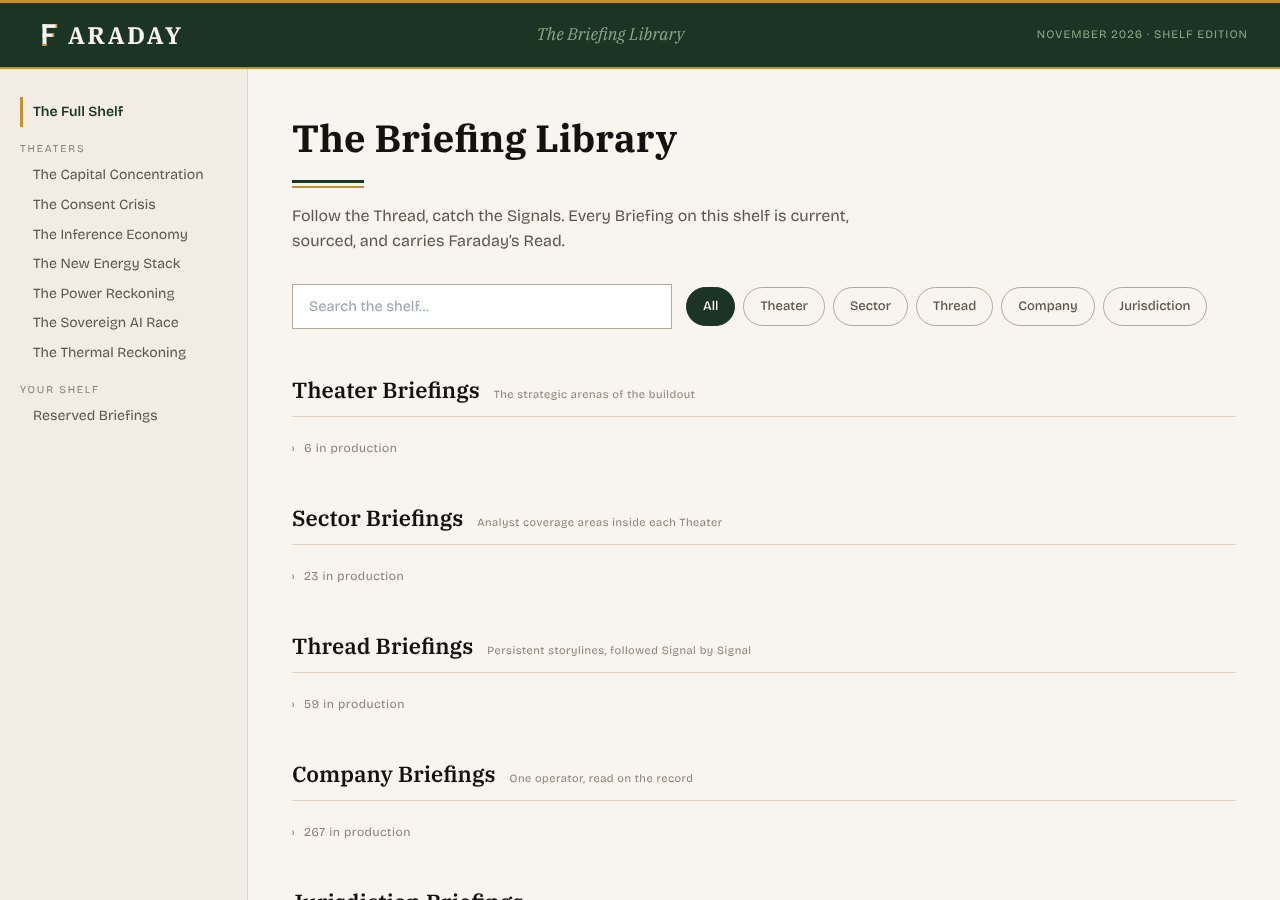 FARADAY
The Briefing Library
NOVEMBER 2026 · SHELF EDITION
The Full Shelf
THEATERS
The Capital Concentration
The Consent Crisis
The Inference Economy
The New Energy Stack
The Power Reckoning
The Sovereign AI Race
The Thermal Reckoning
YOUR SHELF
Reserved Briefings
The Briefing Library
Follow the Thread, catch the Signals. Every Briefing on this shelf is current,
sourced, and carries Faraday's Read.
Search the shelf...
All
Theater
Sector
Thread
Company
Jurisdiction
Theater Briefings The strategic arenas of the buildout
› 6 in production
Sector Briefings Analyst coverage areas inside each Theater
› 23 in production
Thread Briefings Persistent storylines, followed Signal by Signal
› 59 in production
Company Briefings One operator, read on the record
› 267 in production
Jurisdiction Briefings